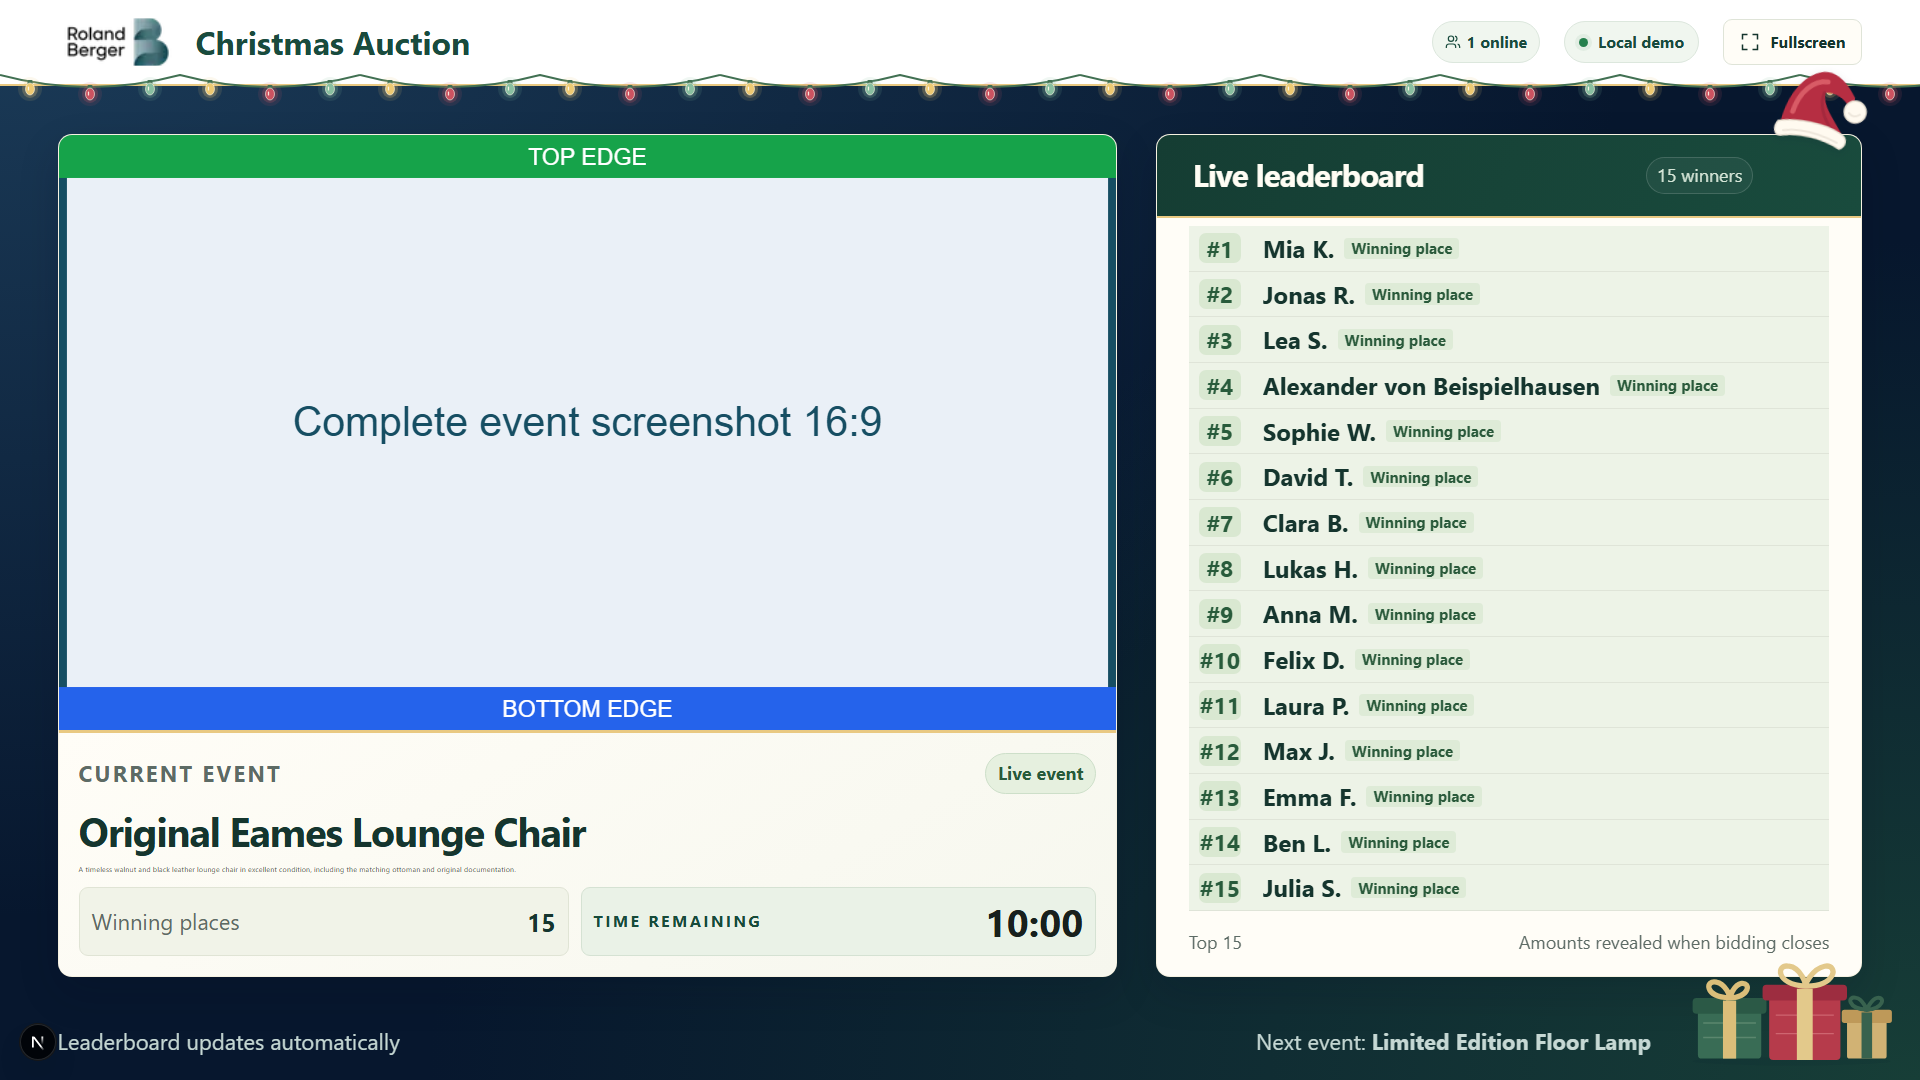 Roland
Berger
Christmas Auction
1 online
Local demo
Fullscreen
TOP EDGE
Complete event screenshot 16:9
BOTTOM EDGE
CURRENT EVENT
Live event
Original Eames Lounge Chair
A timeless walnut and black leather lounge chair in excellent condition, including the matching ottoman and original documentation.
Winning places 15
TIME REMAINING 10:00
Live leaderboard
15 winners
#1 Mia K. Winning place
#2 Jonas R. Winning place
#3 Lea S. Winning place
#4 Alexander von Beispielhausen Winning place
#5 Sophie W. Winning place
#6 David T. Winning place
#7 Clara B. Winning place
#8 Lukas H. Winning place
#9 Anna M. Winning place
#10 Felix D. Winning place
#11 Laura P. Winning place
#12 Max J. Winning place
#13 Emma F. Winning place
#14 Ben L. Winning place
#15 Julia S. Winning place
Top 15
Amounts revealed when bidding closes
N
Leaderboard updates automatically
Next event: Limited Edition Floor Lamp